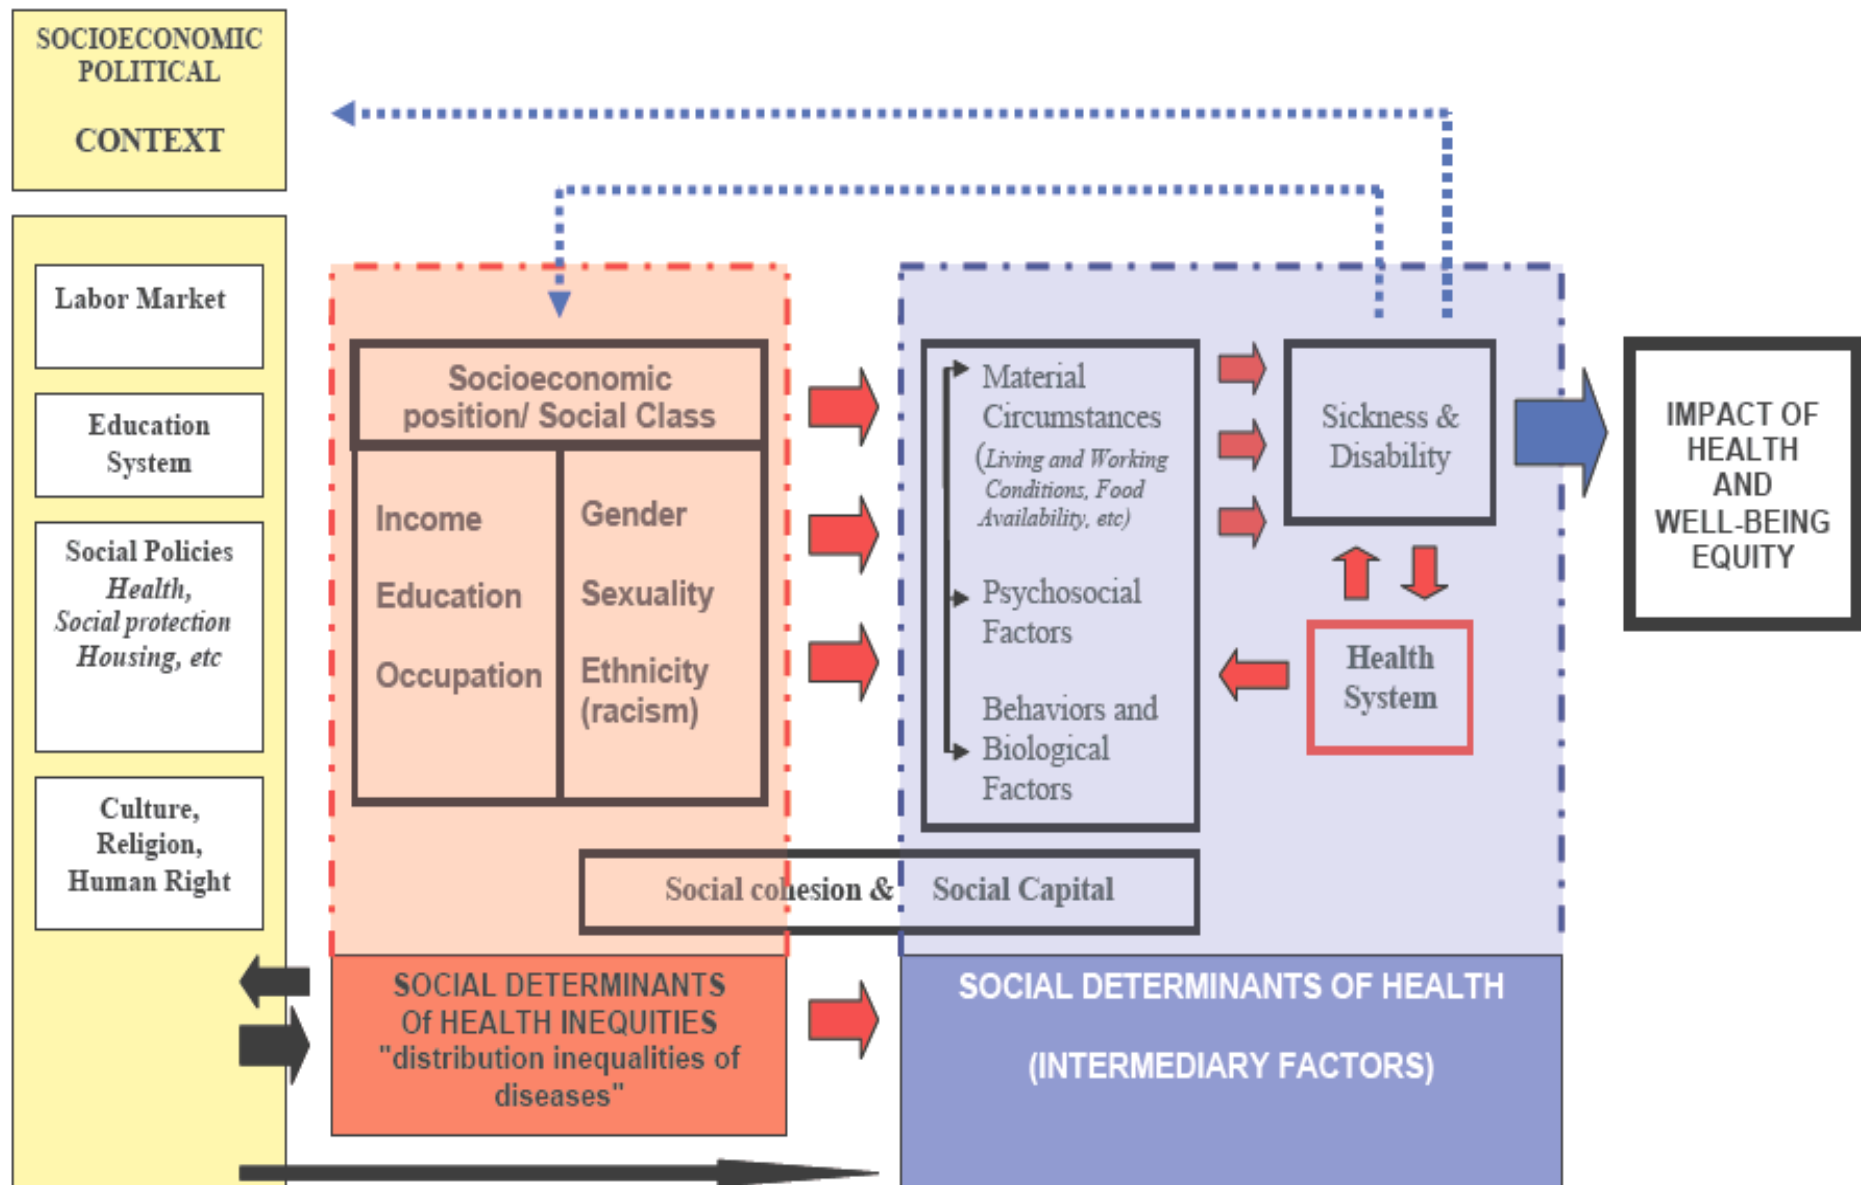 SOCIOECONOMIC
POLITICAL
CONTEXT
Labor Market
Education
System
Social Policies
Health,
Social protection
Housing, etc
Culture,
Religion,
Human Right
Socioeconomic
position/ Social Class
Income
Education
Occupation
Gender
Sexuality
Ethnicity
(racism)
Material
Circumstances
(Living and Working
Conditions, Food
Availability, etc)
Psychosocial
Factors
Behaviors and
Biological
Factors
Sickness &
Disability
Health
System
IMPACT OF
HEALTH
AND
WELL-BEING
EQUITY
Social cohesion & Social Capital
SOCIAL DETERMINANTS
Of HEALTH INEQUITIES
"distribution inequalities of
diseases"
SOCIAL DETERMINANTS OF HEALTH
(INTERMEDIARY FACTORS)